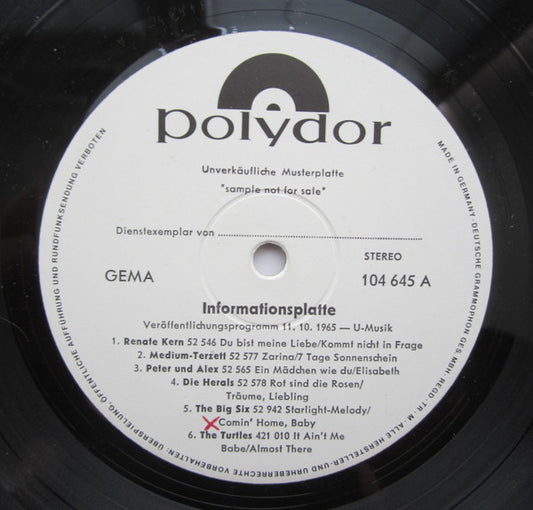 polydor
Unverkäufliche Musterplatte
"sample not for sale"
Dienstexemplar von
STEREO
GEMA
104 645 A
Informationsplatte
Veröffentlichungsprogramm 11. 10. 1965 — U-Musik
1. Renate Kern 52 546 Du bist meine Liebe/Kommt nicht in Frage
2. Medium-Terzett 52 577 Zarina/7 Tage Sonnenschein
3. Peter und Alex 52 565 Ein Mädchen wie du/Elisabeth
4. Die Herals 52 578 Rot sind die Rosen/
Träume, Liebling
5. The Big Six 52 942 Starlight-Melody/
Comin' Home, Baby
6. The Turtles 421 010 It Ain't Me
Babe/Almost There
MADE IN GERMANY · DEUTSCHE GRAMMOPHON GES. MBH · REG. TR. M · ALLE HERSTELLER- UND URHEBERRECHTE VORBEHALTEN: ÜBERSPIELUNG, ÖFFENTLICHE AUFFÜHRUNG UND RUNDFUNKSENDUNG VERBOTEN